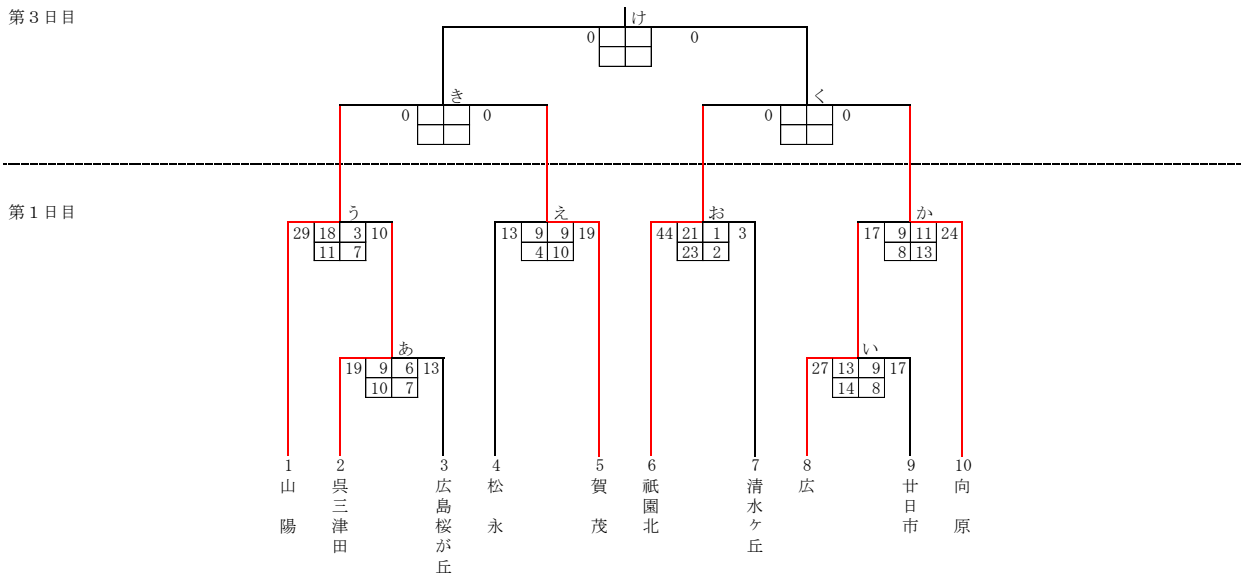 第３日目
け
0 0
き く
0 0 0 0
第１日目
う え お か
29 18 3 10 13 9 9 19 44 21 1 3 17 9 11 24
11 7 4 10 23 2 8 13
あ い
19 9 6 13 27 13 9 17
10 7 14 8
1 2 3 4 5 6 7 8 9 10
山陽
呉三津田
広島桜が丘
松永
賀茂
祇園北
清水ケ丘
広
廿日市
向原